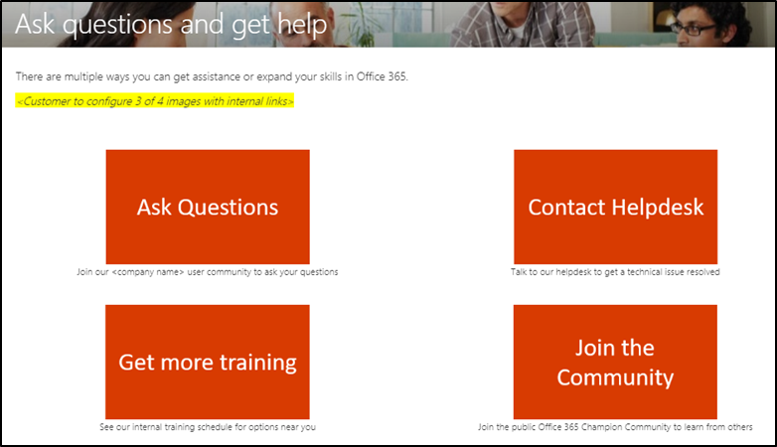 Ask questions and get help
There are multiple ways you can get assistance or expand your skills in Office 365.
<Customer to configure 3 of 4 images with internal links>
Ask Questions
Join our <company name> user community to ask your questions
Contact Helpdesk
Talk to our helpdesk to get a technical issue resolved
Get more training
See our internal training schedule for options near you
Join the
Community
Join the public Office 365 Champion Community to learn from others